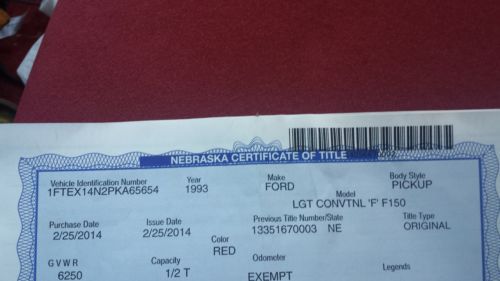 NEBRASKA CERTIFICATE OF TITLE
Vehicle Identification Number Year Make Body Style
1FTEX14N2PKA65654 1993 FORD PICKUP
Model
LGT CONVTNL 'F' F150
Purchase Date Issue Date Previous Title Number/State Title Type
2/25/2014 2/25/2014 13351670003 NE ORIGINAL
Color
RED
GVWR Capacity Odometer Legends
6250 1/2 T EXEMPT